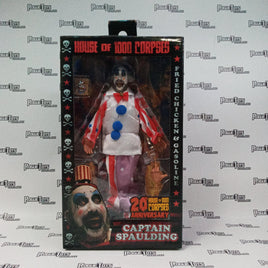 HOUSE OF 1000 CORPSES
FRIED CHICKEN & GASOLINE
20
HOUSE OF 1000
CORPSES
ANNIVERSARY
CAPTAIN
SPAULDING